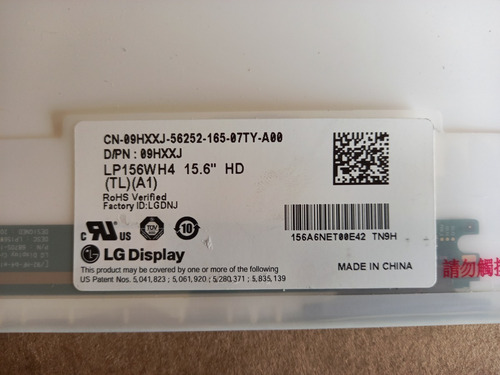 CN-09HXXJ-56252-165-07TY-A00
D/PN : 09HXXJ
LP156WH4 15.6" HD
(TL)(A1)
RoHS Verified
Factory ID:LGDNJ
C US
10
156A6NET00E42 TN9H
LG Display
This product may be covered by one or more of the following
US Patent Nos. 5,041,823 ; 5,061,920 ; 5,280,371 ; 5,835,139
MADE IN CHINA
請勿觸